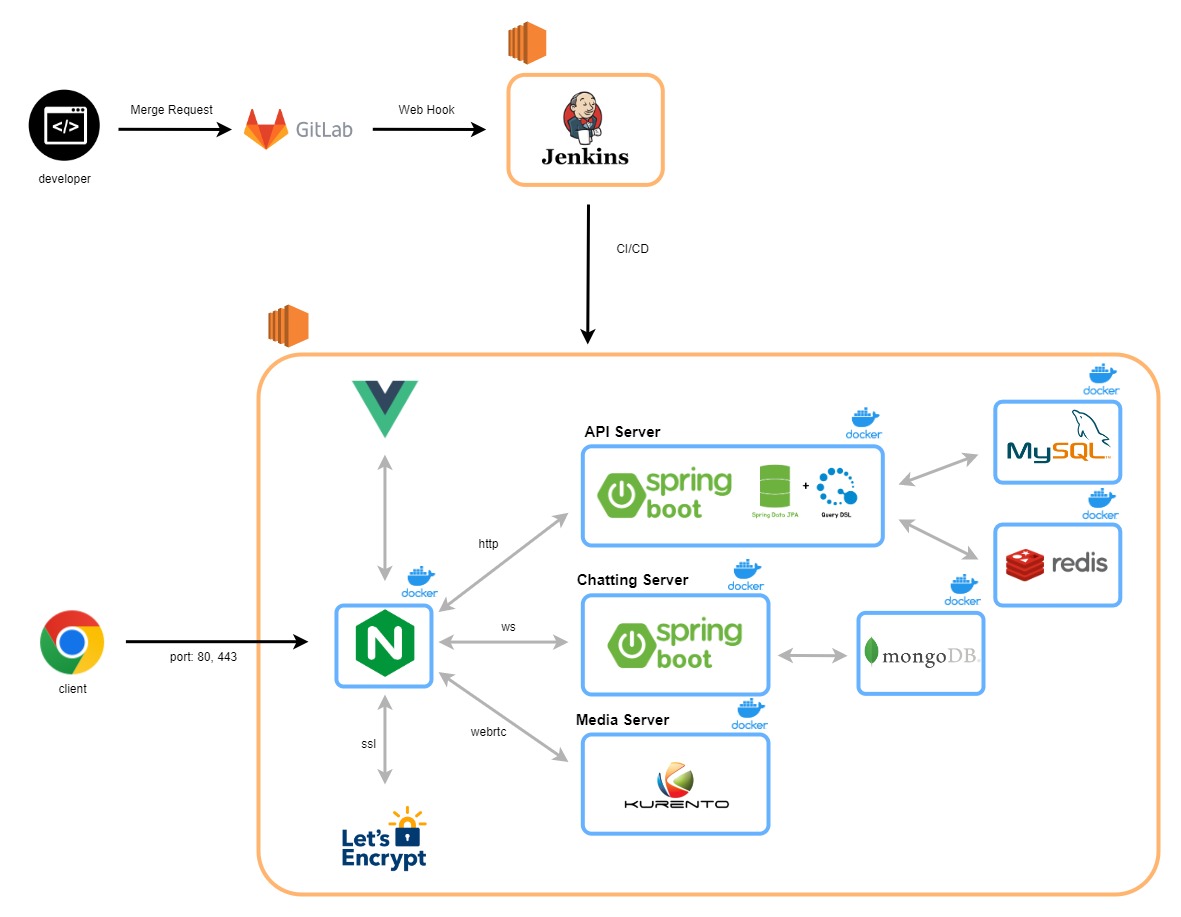 Merge Request
Web Hook
</>
GitLab
developer
Jenkins
CI/CD
docker
MySQL™
API Server
docker
spring
boot
Spring Data JPA
+
Query DSL
docker
redis
http
docker
Chatting Server
docker
docker
N
ws
spring
boot
mongoDB
client
port: 80, 443
ssl
webrtc
Media Server
docker
KURENTO
Let's
Encrypt